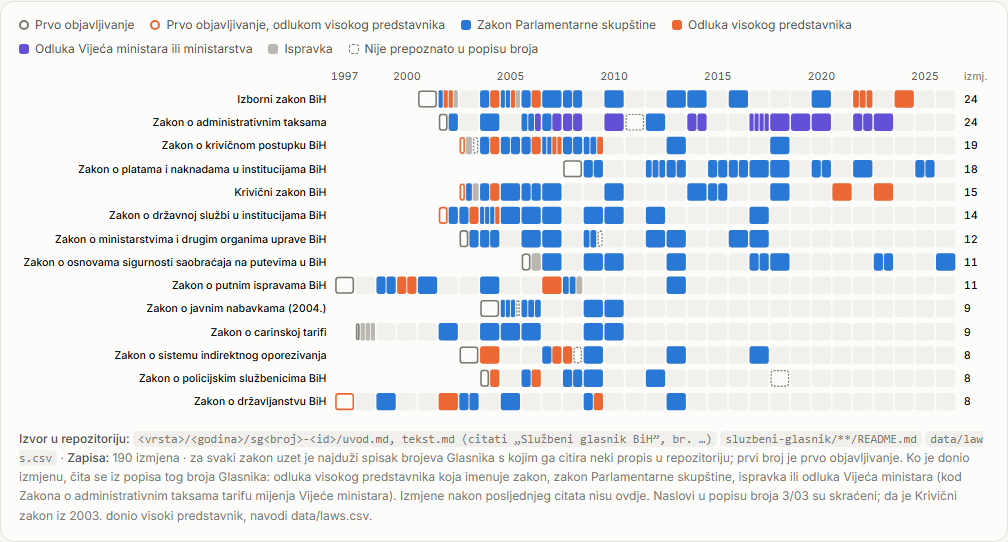 Prvo objavljivanje Prvo objavljivanje, odlukom visokog predstavnika Zakon Parlamentarne skupštine Odluka visokog predstavnika
Odluka Vijeća ministara ili ministarstva Ispravka Nije prepoznato u popisu broja
1997 2000 2005 2010 2015 2020 2025 izmj.
Izborni zakon BiH 24
Zakon o administrativnim taksama 24
Zakon o krivičnom postupku BiH 19
Zakon o platama i naknadama u institucijama BiH 18
Krivični zakon BiH 15
Zakon o državnoj službi u institucijama BiH 14
Zakon o ministarstvima i drugim organima uprave BiH 12
Zakon o osnovama sigurnosti saobraćaja na putevima u BiH 11
Zakon o putnim ispravama BiH 11
Zakon o javnim nabavkama (2004.) 9
Zakon o carinskoj tarifi 9
Zakon o sistemu indirektnog oporezivanja 8
Zakon o policijskim službenicima BiH 8
Zakon o državljanstvu BiH 8
Izvor u repozitoriju: <vrsta>/<godina>/sg<broj>-<id>/uvod.md, tekst.md (citati „Službeni glasnik BiH”, br. …) sluzbeni-glasnik/**/README.md data/law
s.csv · Zapisa: 190 izmjena · za svaki zakon uzet je najduži spisak brojeva Glasnika s kojim ga citira neki propis u repozitoriju; prvi broj je prvo objavljivanje. Ko je donio
izmjenu, čita se iz popisa tog broja Glasnika: odluka visokog predstavnika koja imenuje zakon, zakon Parlamentarne skupštine, ispravka ili odluka Vijeća ministara (kod
Zakona o administrativnim taksama tarifu mijenja Vijeće ministara). Izmjene nakon posljednjeg citata nisu ovdje. Naslovi u popisu broja 3/03 su skraćeni; da je Krivični
zakon iz 2003. donio visoki predstavnik, navodi data/laws.csv.